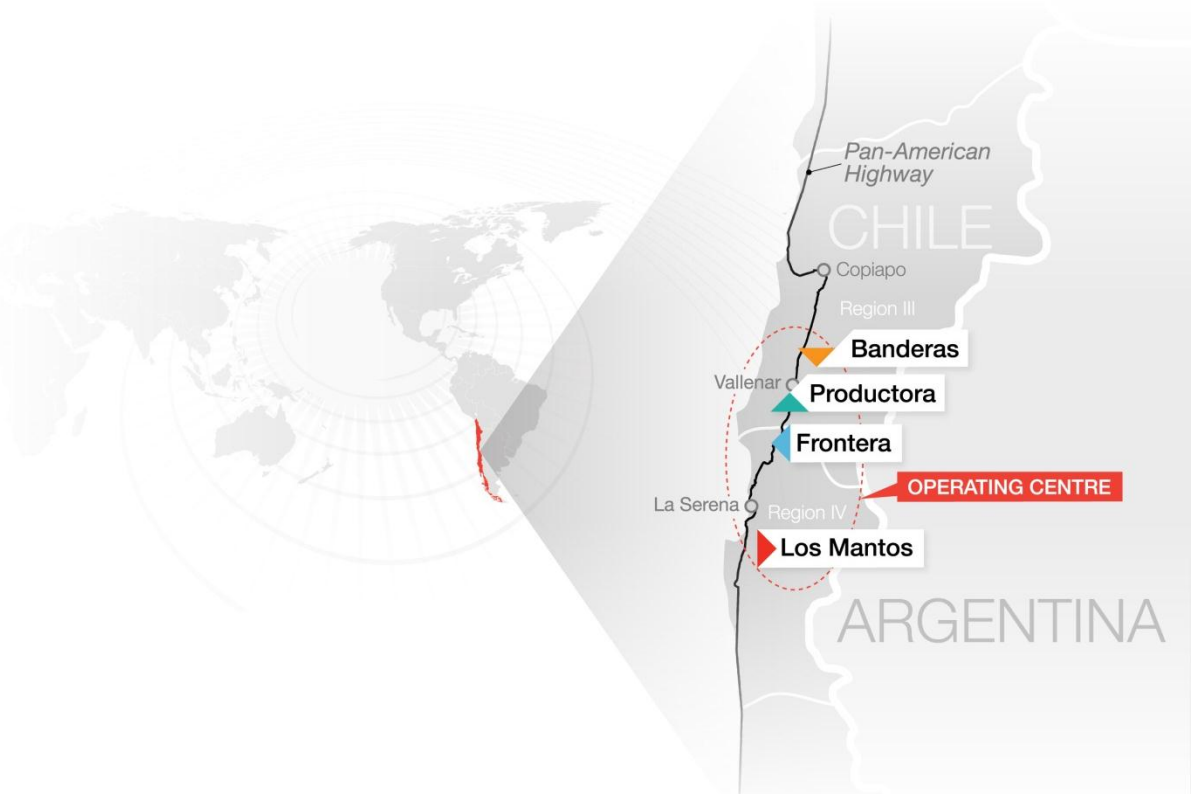 Pan-American
Highway
CHILE
Copiapo
Region III
Banderas
Vallenar
Productora
Frontera
OPERATING CENTRE
La Serena
Region IV
Los Mantos
ARGENTINA